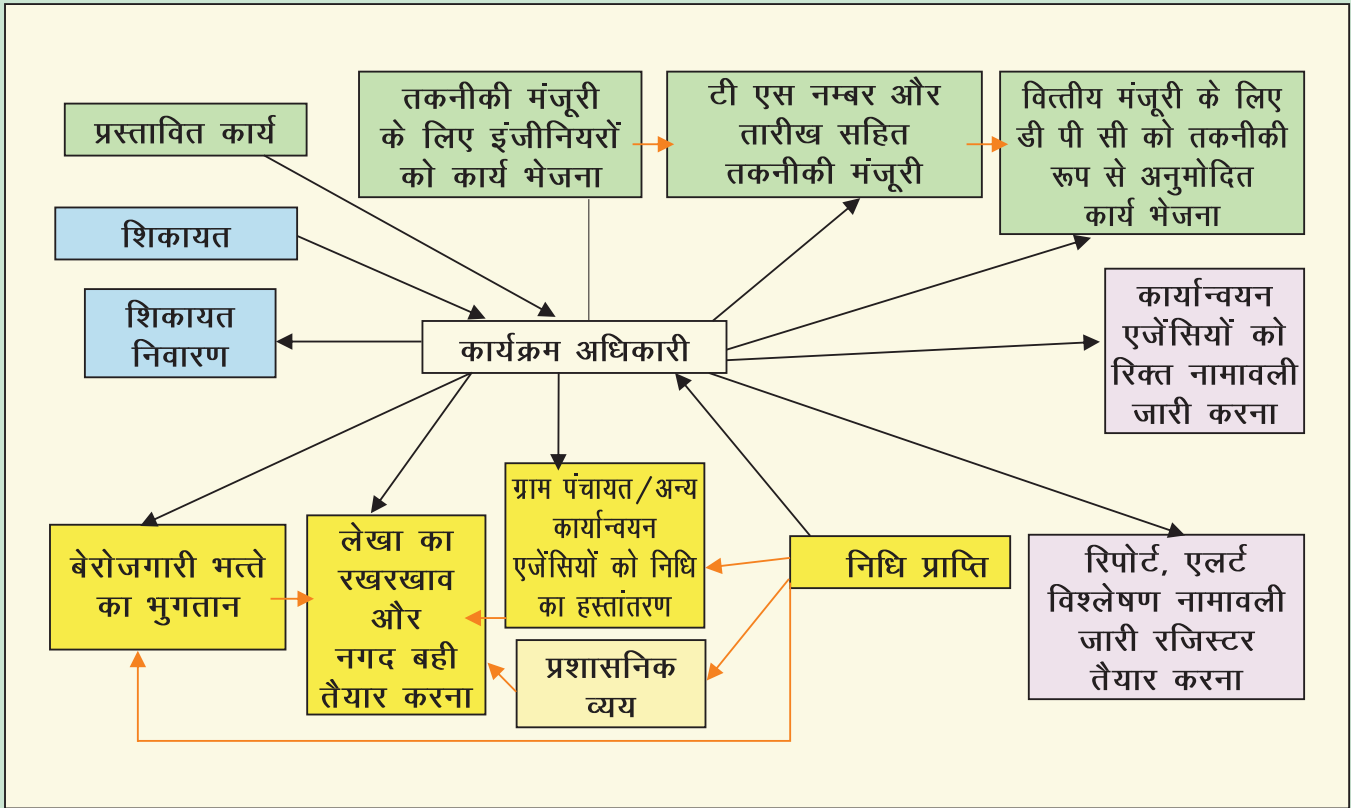 प्रस्तावित कार्य
तकनीकी मंजूरी
के लिए इंजीनियरों
को कार्य भेजना
टी एस नम्बर और
तारीख सहित
तकनीकी मंजूरी
वित्तीय मंजूरी के लिए
डी पी सी को तकनीकी
रूप से अनुमोदित
कार्य भेजना
शिकायत
शिकायत
निवारण
कार्यक्रम अधिकारी
कार्यान्वयन
एजेंसियों को
रिक्त नामावली
जारी करना
बेरोजगारी भत्ते
का भुगतान
लेखा का
रखरखाव
और
नगद बही
तैयार करना
ग्राम पंचायत/अन्य
कार्यान्वयन
एजेंसियों को निधि
का हस्तांतरण
प्रशासनिक
व्यय
निधि प्राप्ति
रिपोर्ट, एलर्ट
विश्लेषण नामावली
जारी रजिस्टर
तैयार करना